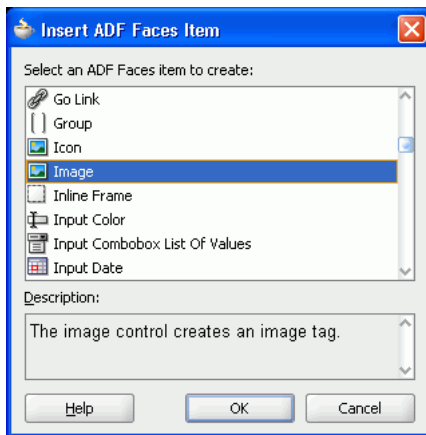 Insert ADF Faces Item
Select an ADF Faces item to create:
Go Link
Group
Icon
Image
Inline Frame
Input Color
Input Combobox List Of Values
Input Date
Description:
The image control creates an image tag.
Help OK Cancel